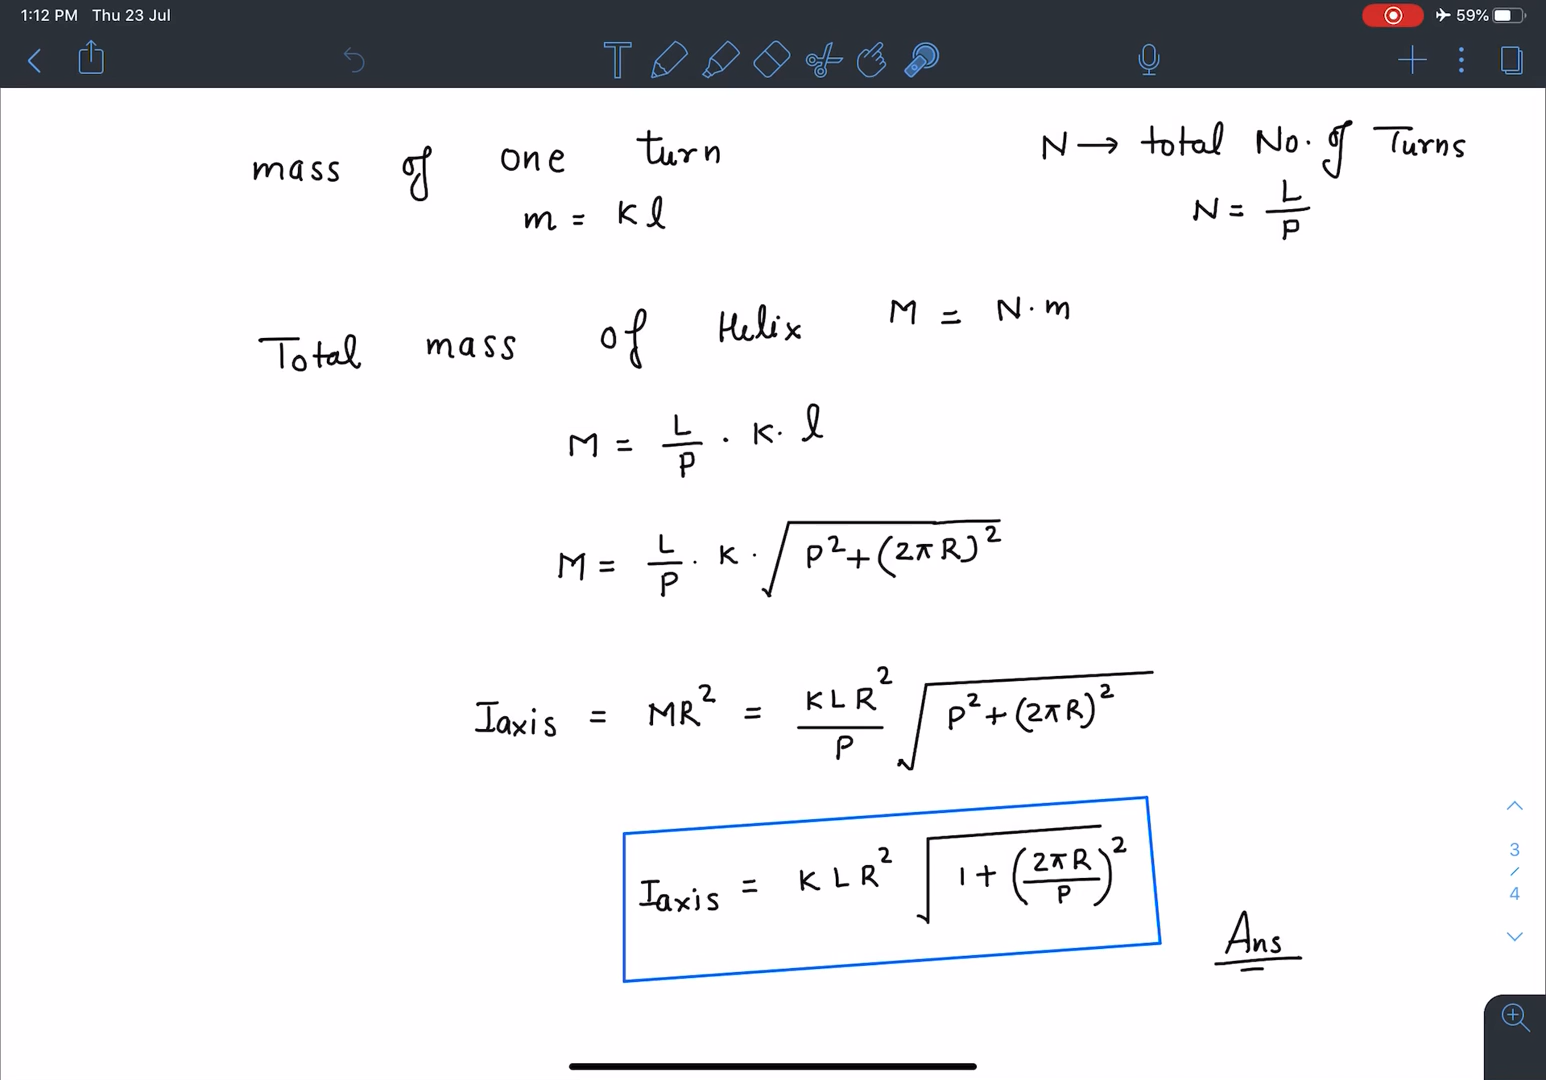 1:12 PM Thu 23 Jul
59%
mass of one turn
m = Kl
N → total No. of Turns
N = L/P
Total mass of Helix M = N·m
M = L/P · K · l
M = L/P · K · √(P² + (2πR)²)
Iaxis = MR² = KLR²/P √(P² + (2πR)²)
Iaxis = KLR² √(1 + (2πR/P)²)
Ans
3/4